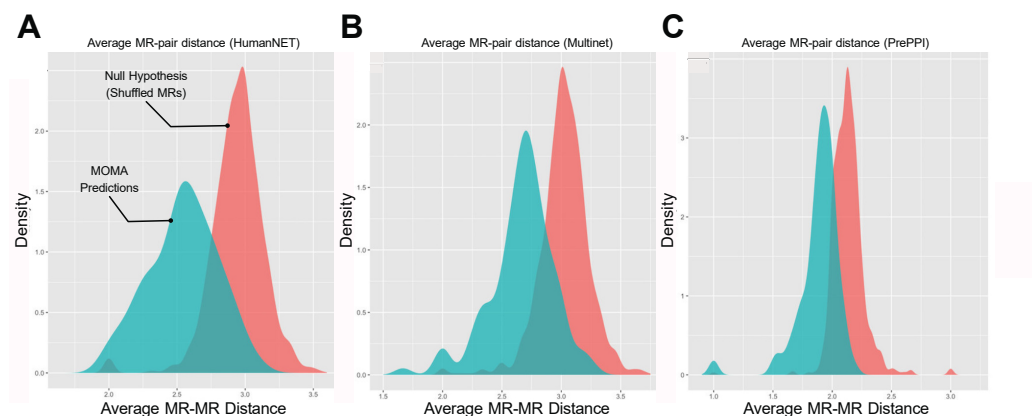 A
Average MR-pair distance (HumanNET)
Null Hypothesis
(Shuffled MRs)
MOMA
Predictions
Density
2.0
1.5
1.0
0.5
0.0
2.0
2.5
3.0
3.5
Average MR-MR Distance
B
Average MR-pair distance (Multinet)
Density
2.0
1.5
1.0
0.5
0.0
1.5
2.0
2.5
3.0
3.5
Average MR-MR Distance
C
Average MR-pair distance (PrePPI)
Density
3
2
1
0
1.0
1.5
2.0
2.5
3.0
Average MR-MR Distance